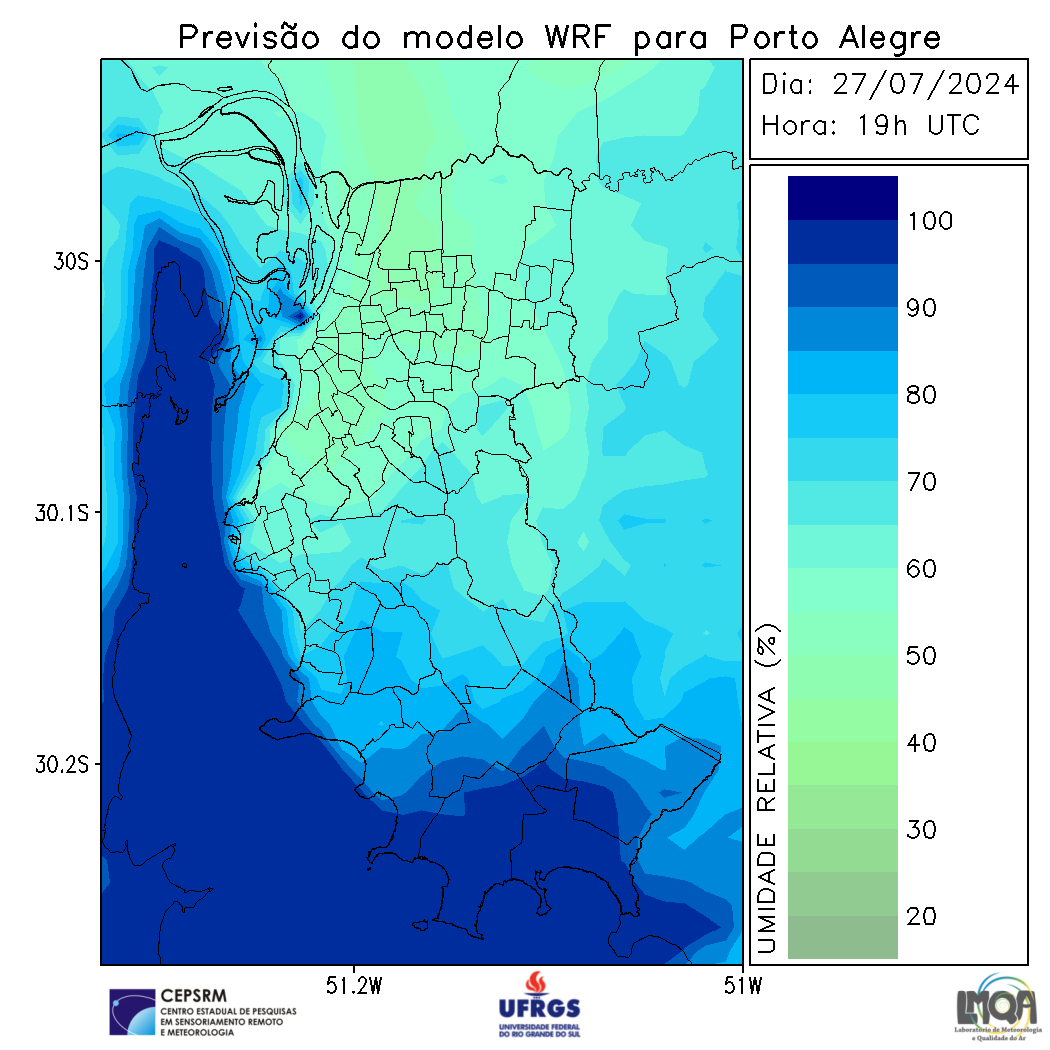 Previsão do modelo WRF para Porto Alegre
Dia: 27/07/2024
Hora: 19h UTC
30S
30.1S
30.2S
51.2W
51W
100
90
80
70
60
50
40
30
20
UMIDADE RELATIVA (%)
CEPSRM
CENTRO ESTADUAL DE PESQUISAS
EM SENSORIAMENTO REMOTO
E METEOROLOGIA
UFRGS
UNIVERSIDADE FEDERAL
DO RIO GRANDE DO SUL
LMQA
Laboratório de Meteorologia
e Qualidade do Ar